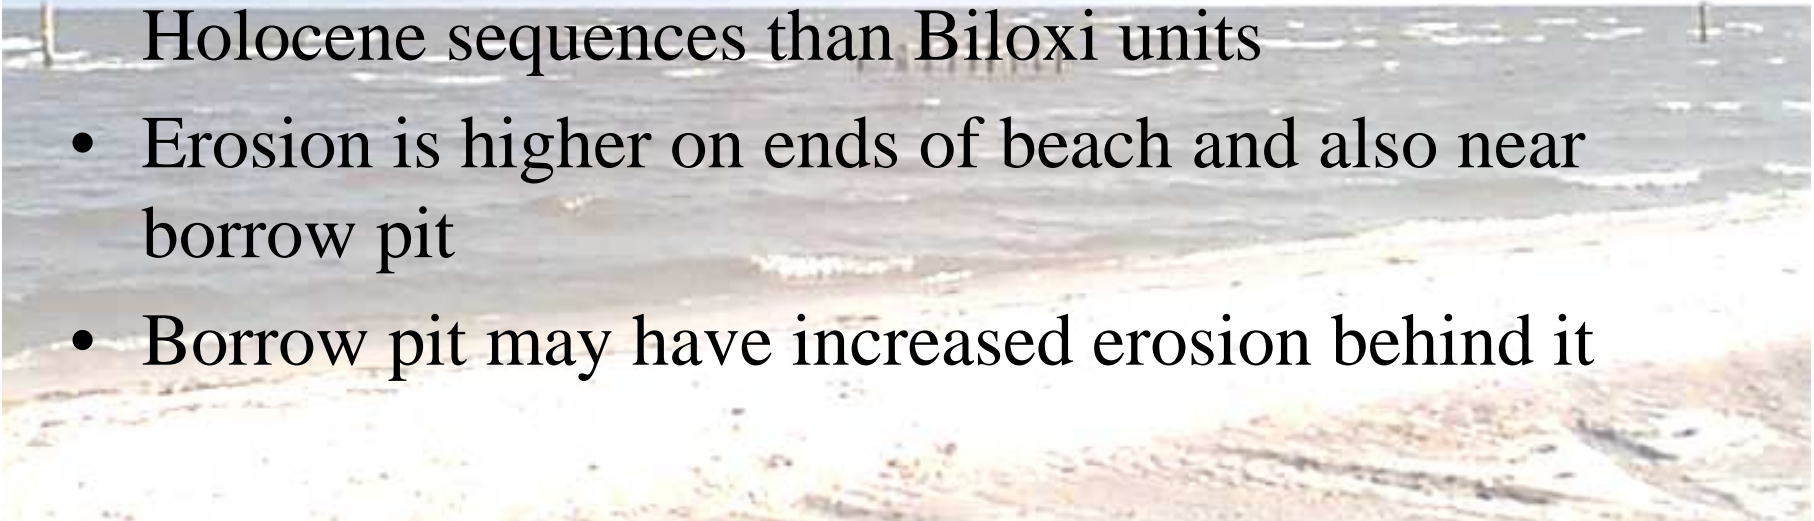 Holocene sequences than Biloxi units
• Erosion is higher on ends of beach and also near
borrow pit
• Borrow pit may have increased erosion behind it